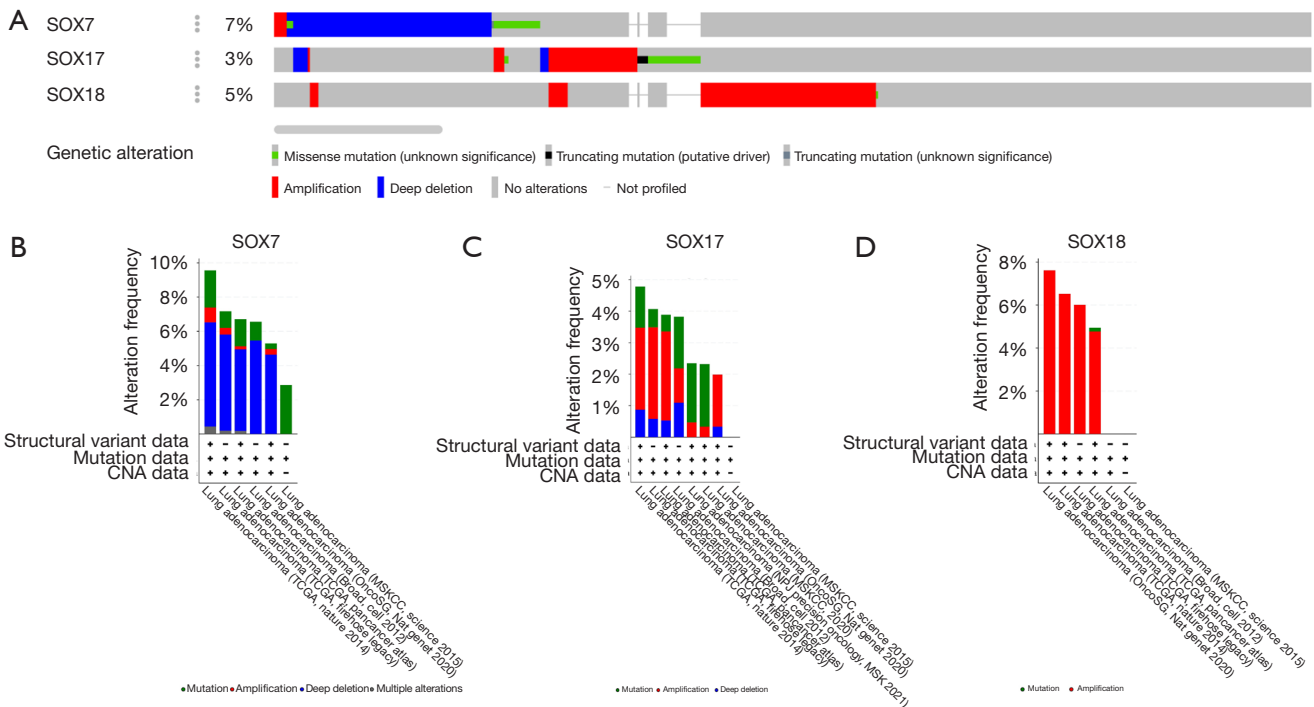 A
SOX7 7%
SOX17 3%
SOX18 5%
Genetic alteration
Missense mutation (unknown significance) Truncating mutation (putative driver) Truncating mutation (unknown significance)
Amplification Deep deletion No alterations Not profiled
B
SOX7
Alteration frequency
10%
8%
6%
4%
2%
Structural variant data + − + − + −
Mutation data + + + + + +
CNA data + + + + + −
Lung adenocarcinoma (TCGA, nature 2014)
Lung adenocarcinoma (TCGA, firehose legacy)
Lung adenocarcinoma (TCGA, pancancer atlas)
Lung adenocarcinoma (Broad, cell 2012)
Lung adenocarcinoma (OncoSG, Nat genet 2020)
Lung adenocarcinoma (MSKCC, science 2015)
Mutation Amplification Deep deletion Multiple alterations
C
SOX17
Alteration frequency
5%
4%
3%
2%
1%
Structural variant data + − + − + + + −
Mutation data + + + + + + + +
CNA data + + + + + + + −
Lung adenocarcinoma (TCGA, nature 2014)
Lung adenocarcinoma (TCGA, firehose legacy)
Lung adenocarcinoma (TCGA, pancancer atlas)
Lung adenocarcinoma (Broad, cell 2012)
Lung adenocarcinoma (MSKCC, 2020)
Lung adenocarcinoma (NPJ precision oncology, MSK 2021)
Lung adenocarcinoma (OncoSG, Nat genet 2020)
Lung adenocarcinoma (MSKCC, science 2015)
Mutation Amplification Deep deletion
D
SOX18
Alteration frequency
8%
6%
4%
2%
Structural variant data + + − + − −
Mutation data + + + + + +
CNA data + + + + + −
Lung adenocarcinoma (OncoSG, Nat genet 2020)
Lung adenocarcinoma (TCGA, nature 2014)
Lung adenocarcinoma (TCGA, firehose legacy)
Lung adenocarcinoma (TCGA, pancancer atlas)
Lung adenocarcinoma (Broad, cell 2012)
Lung adenocarcinoma (MSKCC, science 2015)
Mutation Amplification